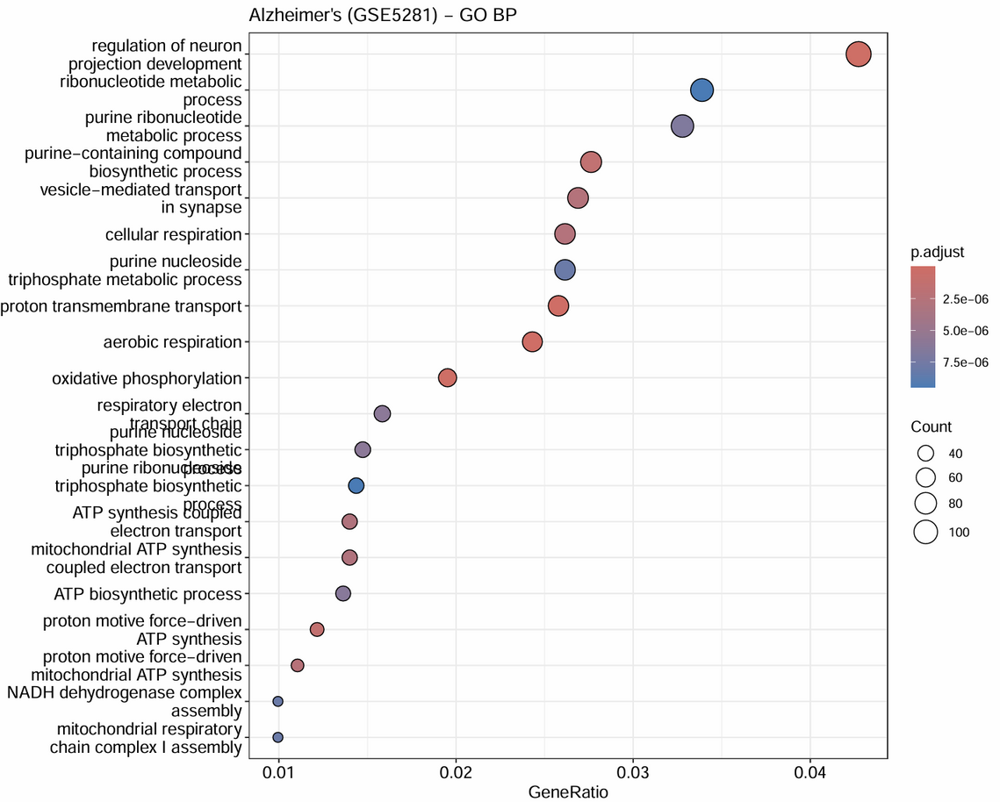 Alzheimer's (GSE5281) – GO BP
regulation of neuron
projection development
ribonucleotide metabolic
process
purine ribonucleotide
metabolic process
purine−containing compound
biosynthetic process
vesicle−mediated transport
in synapse
cellular respiration
purine nucleoside
triphosphate metabolic process
proton transmembrane transport
aerobic respiration
oxidative phosphorylation
respiratory electron
transport chain
purine nucleoside
triphosphate biosynthetic
process
purine ribonucleoside
triphosphate biosynthetic
process
ATP synthesis coupled
electron transport
mitochondrial ATP synthesis
coupled electron transport
ATP biosynthetic process
proton motive force−driven
ATP synthesis
proton motive force−driven
mitochondrial ATP synthesis
NADH dehydrogenase complex
assembly
mitochondrial respiratory
chain complex I assembly
0.01 0.02 0.03 0.04
GeneRatio
p.adjust
2.5e−06
5.0e−06
7.5e−06
Count
40
60
80
100